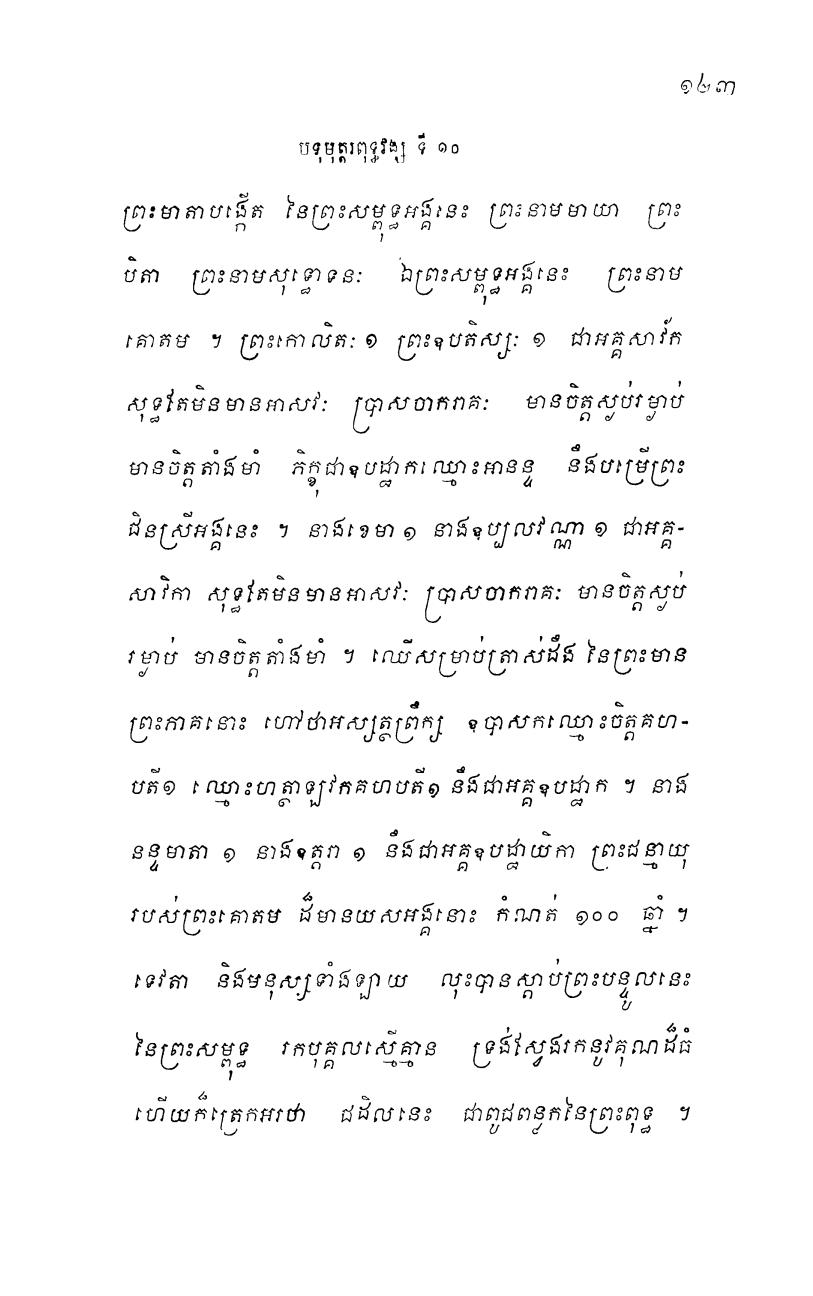 ១៤៣
បទុមុត្តរពុទ្ធវង្ស ទី ១០
ព្រះមាតាបង្កើត នៃព្រះសម្ពុទ្ធអង្គនេះ ព្រះនាមមាយា ព្រះ
បិតា ព្រះនាមសុទ្ធោទនៈ ឯព្រះសម្ពុទ្ធអង្គនេះ ព្រះនាម
គោតម ។ ព្រះកោលិតៈ ១ ព្រះឧបតិស្សៈ ១ ជាអគ្គសាវ័ក
សុទ្ធតែមិនមានអាសវៈ ប្រាសចាករាគៈ មានចិត្តស្ងប់រម្ងាប់
មានចិត្តតាំងមាំ ភិក្ខុជាឧបដ្ឋាកឈ្មោះអានន្ទ នឹងបម្រើព្រះ
ជិនស្រីអង្គនេះ ។ នាងខេមា ១ នាងឧប្បលវណ្ណា ១ ជាអគ្គ-
សាវិកា សុទ្ធតែមិនមានអាសវៈ ប្រាសចាករាគៈ មានចិត្តស្ងប់
រម្ងាប់ មានចិត្តតាំងមាំ ។ ឈើសម្រាប់ត្រាស់ដឹង នៃព្រះមាន
ព្រះភាគនោះ ហៅថាអស្សត្ថព្រឹក្ស ឧបាសកឈ្មោះចិត្តគហ-
បតី១ ឈ្មោះហត្ថាឡវកគហបតី១ នឹងជាអគ្គឧបដ្ឋាក ។ នាង
នន្ទមាតា ១ នាងឧត្តរា ១ នឹងជាអគ្គឧបដ្ឋាយិកា ព្រះជន្មាយុ
របស់ព្រះគោតម ដ៏មានយសអង្គនោះ កំណត់ ១០០ ឆ្នាំ ។
ទេវតា និងមនុស្សទាំងឡាយ លុះបានស្តាប់ព្រះបន្ទូលនេះ
នៃព្រះសម្ពុទ្ធ រកបុគ្គលស្មើគ្មាន ទ្រង់ស្វែងរកនូវគុណដ៏ធំ
ហើយក៏ត្រេកអរថា ជដិលនេះ ជាពូជពន្លកនៃព្រះពុទ្ធ ។